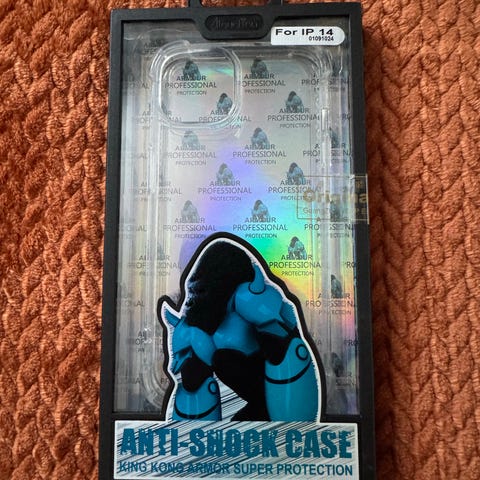 For IP 14
01091024
ARMOUR
PROFESSIONAL
PROTECTION
ANTI-SHOCK CASE
KING KONG ARMOR SUPER PROTECTION